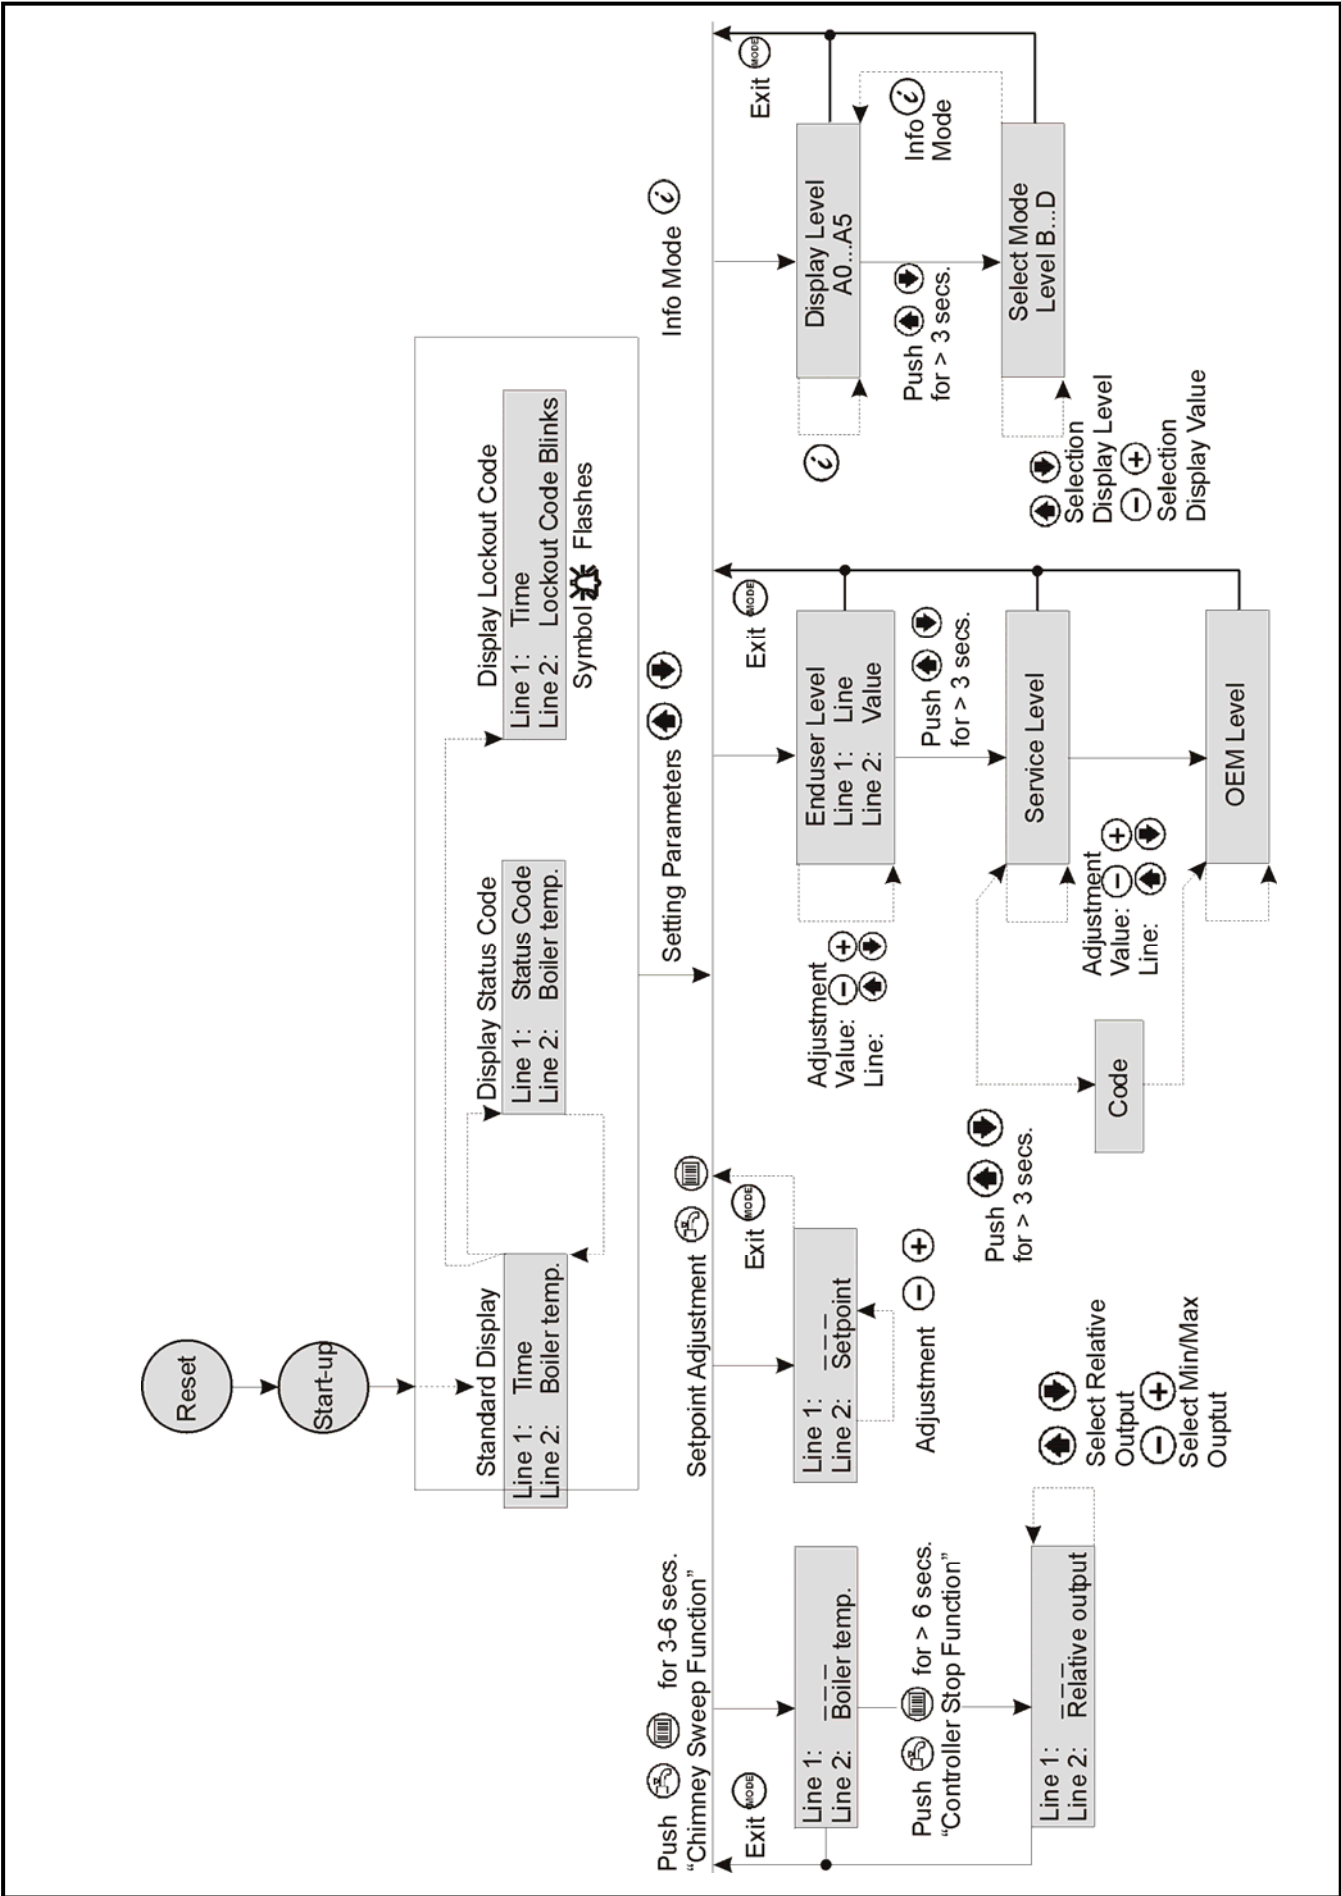 Reset
Start-up
Standard Display
Line 1: Time
Line 2: Boiler temp.
Display Status Code
Line 1: Status Code
Line 2: Boiler temp.
Display Lockout Code
Line 1: Time
Line 2: Lockout Code Blinks
Symbol Flashes
Push for 3-6 secs.
“Chimney Sweep Function”
Setpoint Adjustment
Setting Parameters
Info Mode i
Exit MODE
Line 1: – – –
Line 2: Boiler temp.
Push for > 6 secs.
“Controller Stop Function”
Line 1: – – –
Line 2: Relative output
Select Relative
Output
− +
Select Min/Max
Ouptut
Exit MODE
Line 1: – – –
Line 2: Setpoint
Adjustment − +
Exit MODE
Enduser Level
Line 1: Line
Line 2: Value
Adjustment
Value: − +
Line:
Push
for > 3 secs.
Service Level
Push
for > 3 secs.
Code
Adjustment
Value: − +
Line:
OEM Level
Exit MODE
Display Level
A0...A5
i
Push
for > 3 secs.
Info i
Mode
Select Mode
Level B...D
Selection
Display Level
− +
Selection
Display Value